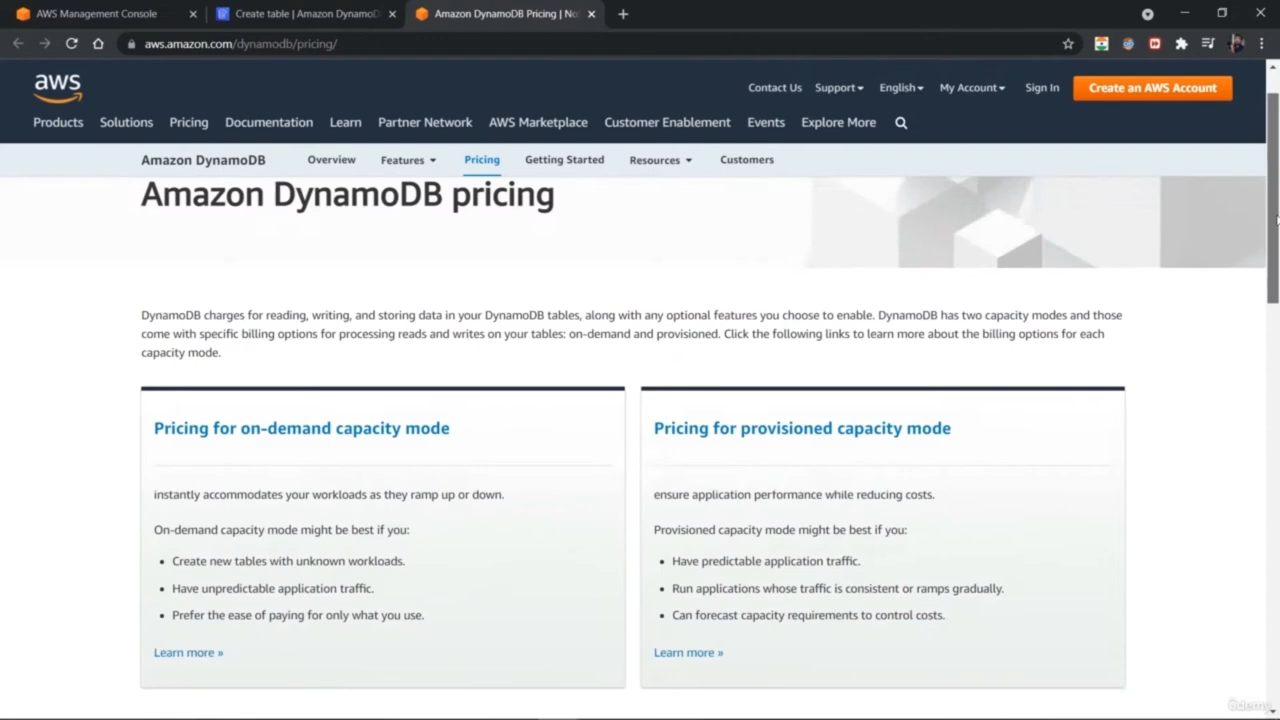 AWS Management Console
Create table | Amazon DynamoD
Amazon DynamoDB Pricing | No
aws.amazon.com/dynamodb/pricing/
aws
Contact Us Support English My Account Sign In Create an AWS Account
Products Solutions Pricing Documentation Learn Partner Network AWS Marketplace Customer Enablement Events Explore More
Amazon DynamoDB Overview Features Pricing Getting Started Resources Customers
Amazon DynamoDB pricing
DynamoDB charges for reading, writing, and storing data in your DynamoDB tables, along with any optional features you choose to enable. DynamoDB has two capacity modes and those
come with specific billing options for processing reads and writes on your tables: on-demand and provisioned. Click the following links to learn more about the billing options for each
capacity mode.
Pricing for on-demand capacity mode
instantly accommodates your workloads as they ramp up or down.
On-demand capacity mode might be best if you:
• Create new tables with unknown workloads.
• Have unpredictable application traffic.
• Prefer the ease of paying for only what you use.
Learn more »
Pricing for provisioned capacity mode
ensure application performance while reducing costs.
Provisioned capacity mode might be best if you:
• Have predictable application traffic.
• Run applications whose traffic is consistent or ramps gradually.
• Can forecast capacity requirements to control costs.
Learn more »
ûdemy